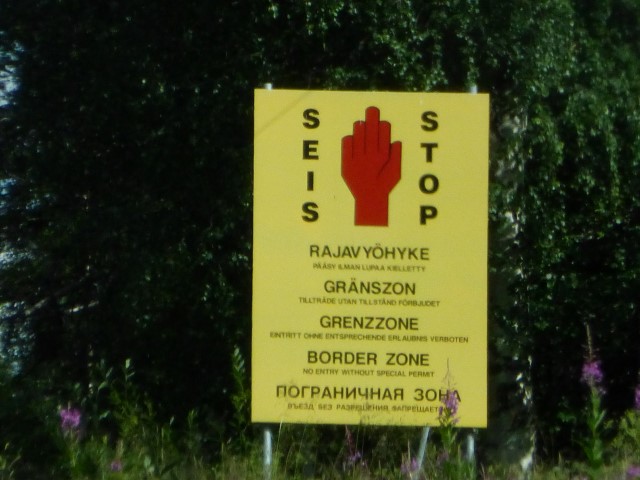 SEIS STOP
RAJAVYÖHYKE
PÄÄSY ILMAN LUPAA KIELLETTY
GRÄNSZON
TILLTRÄDE UTAN TILLSTÅND FÖRBJUDET
GRENZZONE
EINTRITT OHNE ENTSPRECHENDE ERLAUBNIS VERBOTEN
BORDER ZONE
NO ENTRY WITHOUT SPECIAL PERMIT
ПОГРАНИЧНАЯ ЗОНА
ВЪЕЗД БЕЗ РАЗРЕШЕНИЯ ЗАПРЕЩАЕТСЯ